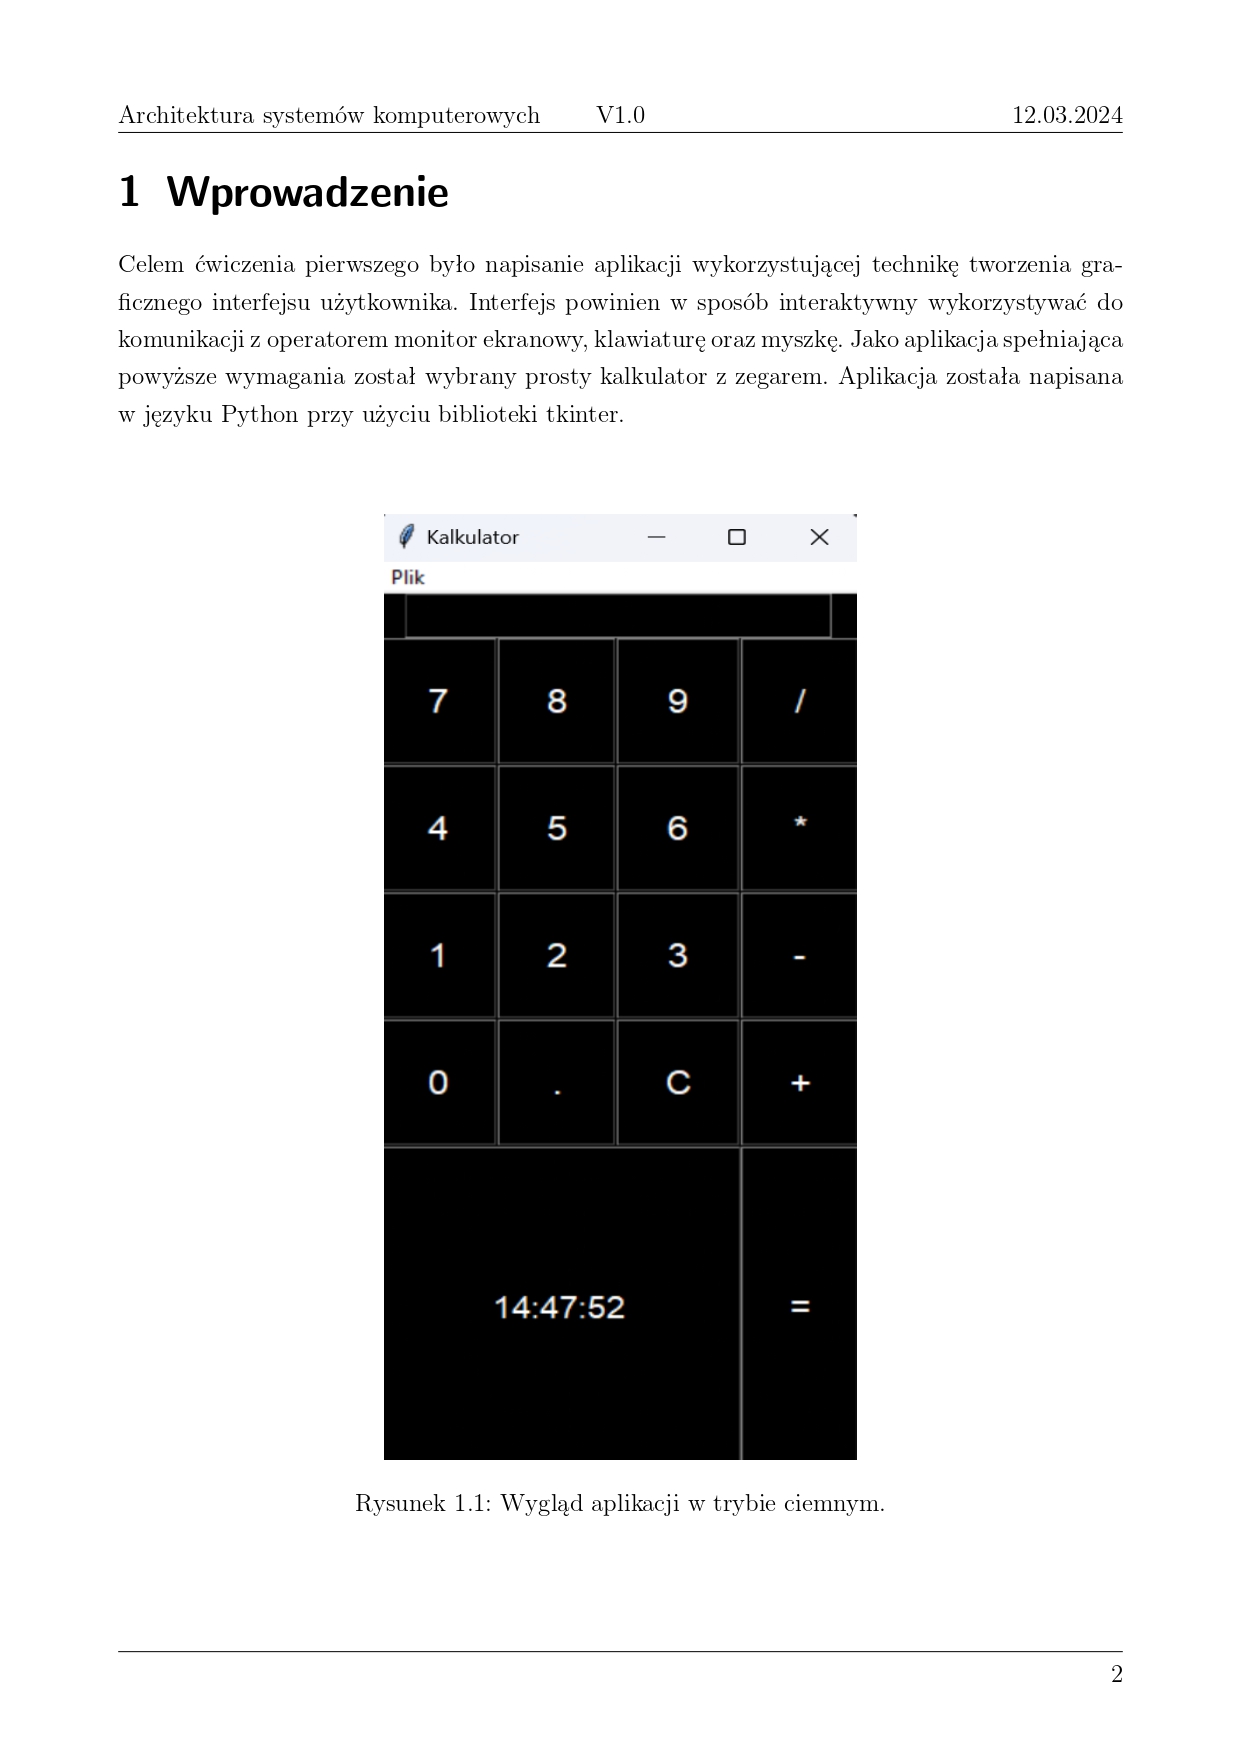 Architektura systemów komputerowych V1.0 12.03.2024
1 Wprowadzenie
Celem ćwiczenia pierwszego było napisanie aplikacji wykorzystującej technikę tworzenia gra-
ficznego interfejsu użytkownika. Interfejs powinien w sposób interaktywny wykorzystywać do
komunikacji z operatorem monitor ekranowy, klawiaturę oraz myszkę. Jako aplikacja spełniająca
powyższe wymagania został wybrany prosty kalkulator z zegarem. Aplikacja została napisana
w języku Python przy użyciu biblioteki tkinter.
Kalkulator
Plik
7 8 9 /
4 5 6 *
1 2 3 -
0 . C +
14:47:52 =
Rysunek 1.1: Wygląd aplikacji w trybie ciemnym.
2